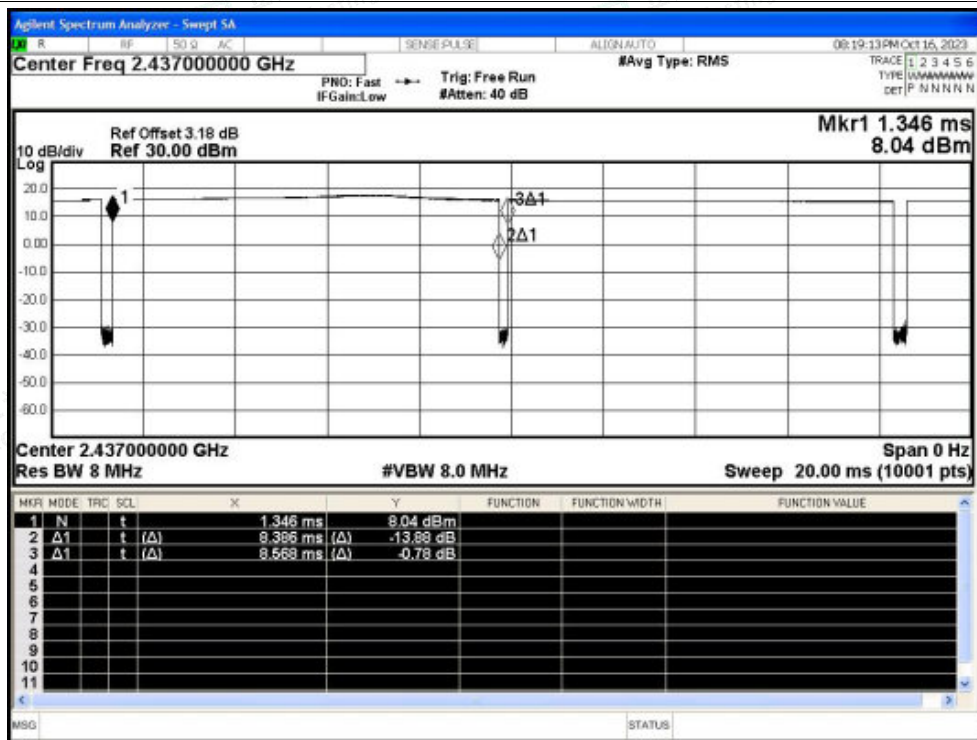 Agilent Spectrum Analyzer - Swept SA
R RF 50 Ω AC SENSE:PULSE ALIGN AUTO 08:19:13 PM Oct 16, 2023
Center Freq 2.437000000 GHz #Avg Type: RMS TRACE 1 2 3 4 5 6
PNO: Fast Trig: Free Run TYPE WWWWWW
IFGain:Low #Atten: 40 dB DET P N N N N N
Mkr1 1.346 ms
Ref Offset 3.18 dB
10 dB/div Ref 30.00 dBm 8.04 dBm
Log
20.0
1 3Δ1
10.0
0.00 2Δ1
-10.0
-20.0
-30.0
-40.0
-50.0
-60.0
Center 2.437000000 GHz Span 0 Hz
Res BW 8 MHz #VBW 8.0 MHz Sweep 20.00 ms (10001 pts)
MKR MODE TRC SCL X Y FUNCTION FUNCTION WIDTH FUNCTION VALUE
1 N t 1.346 ms 8.04 dBm
2 Δ1 t (Δ) 8.386 ms (Δ) -13.88 dB
3 Δ1 t (Δ) 8.568 ms (Δ) -0.78 dB
4
5
6
7
8
9
10
11
MSG STATUS